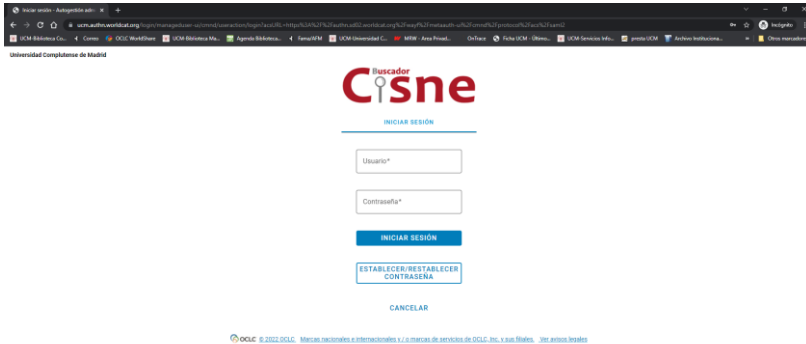 Iniciar sesión - Autogestión adm
ucm.authn.worldcat.org/login/manageduser-ui/cmnd/useraction/login?acsURL=https%3A%2F%2Fauthn.sd02.worldcat.org%2Fwayf%2Fmetaauth-ui%2Fcmnd%2Fprotocol%2Facs%2Fsaml2
Incógnito
UCM-Biblioteca Co... Correo OCLC WorldShare UCM-Biblioteca Ma... Agenda Biblioteca... FamaWFM UCM-Universidad C... MFW - Area Privad... OnTrace Ficha UCM - Último... UCM-Servicios Info... presta UCM Archivo Instituciona... Otros marcadores
Universidad Complutense de Madrid
Buscador
Cisne
INICIAR SESIÓN
Usuario*
Contraseña*
INICIAR SESIÓN
ESTABLECER/RESTABLECER
CONTRASEÑA
CANCELAR
OCLC © 2022 OCLC Marcas nacionales e internacionales y / o marcas de servicios de OCLC, Inc. y sus filiales. Ver avisos legales